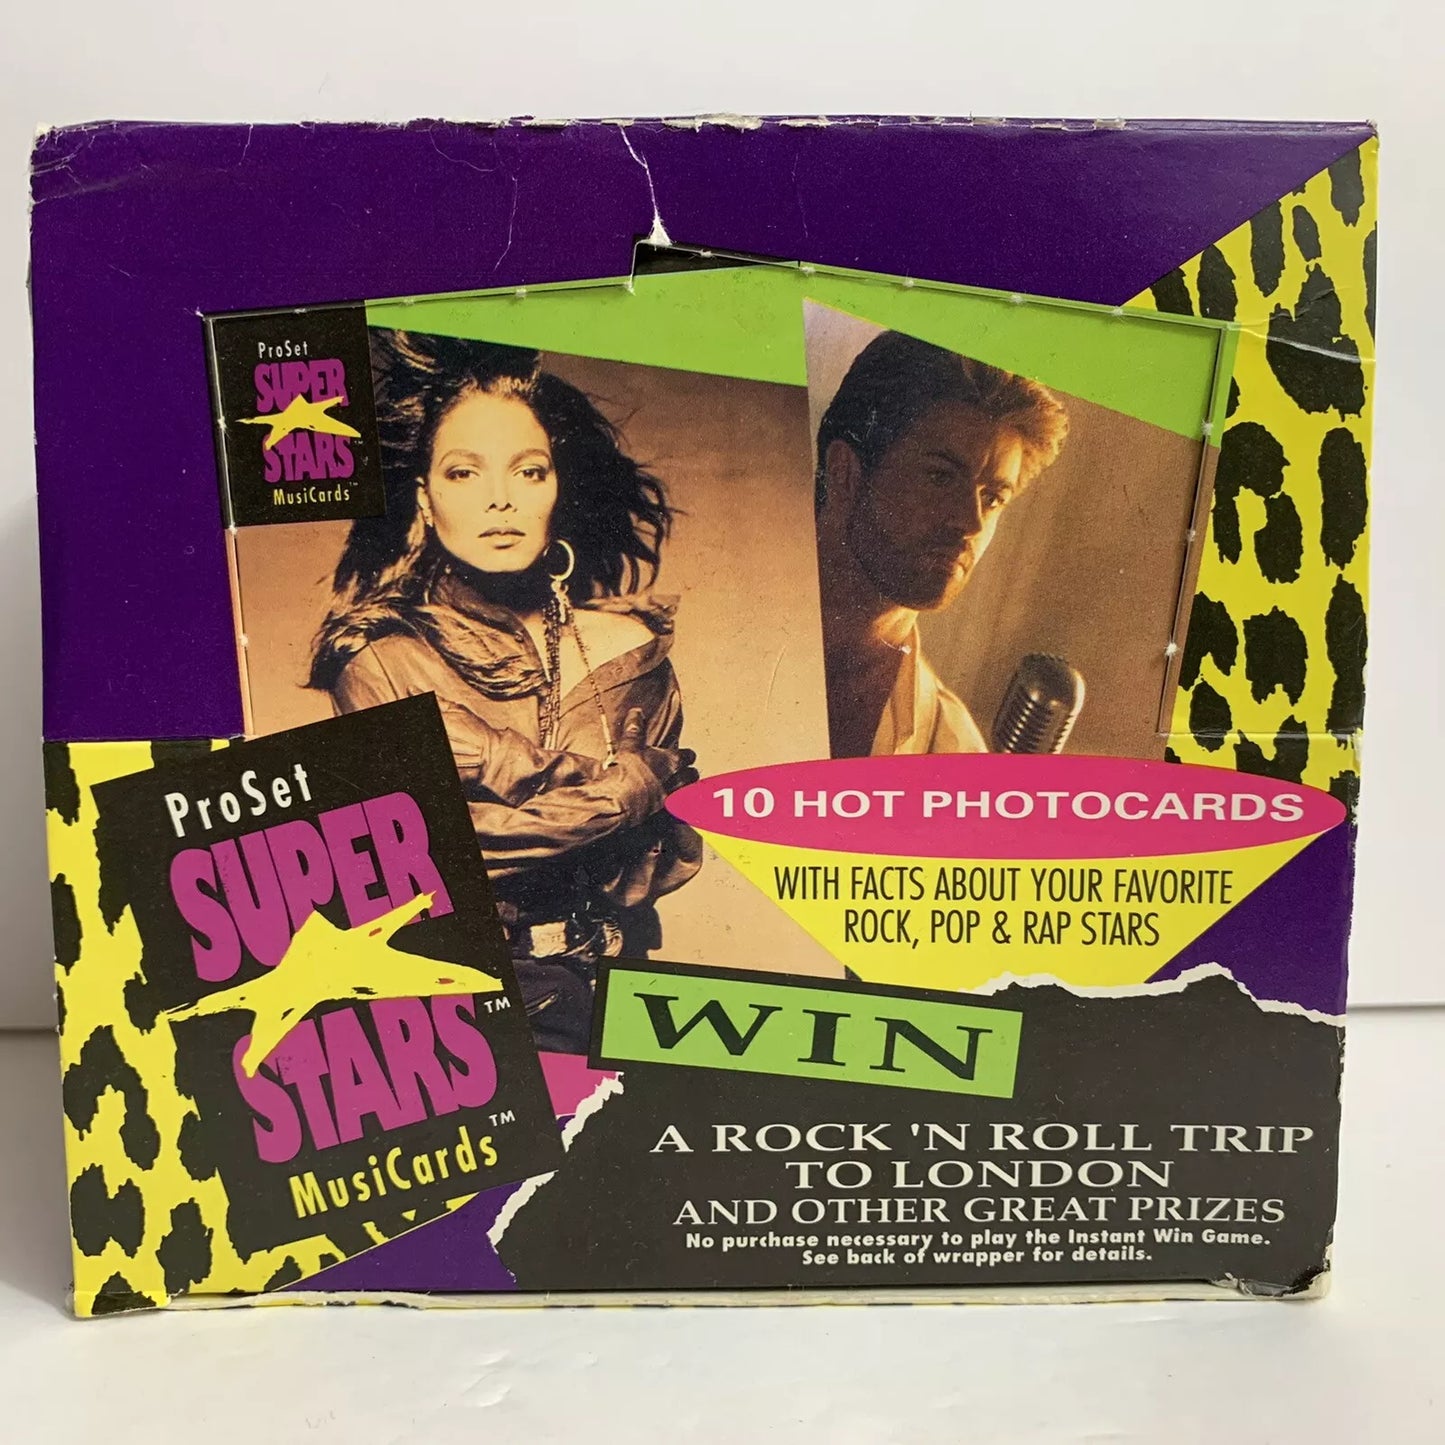 ProSet
SUPER
STARS™
MusiCards™
ProSet
SUPER
STARS™
MusiCards™
10 HOT PHOTOCARDS
WITH FACTS ABOUT YOUR FAVORITE
ROCK, POP & RAP STARS
WIN
A ROCK 'N ROLL TRIP
TO LONDON
AND OTHER GREAT PRIZES
No purchase necessary to play the Instant Win Game.
See back of wrapper for details.